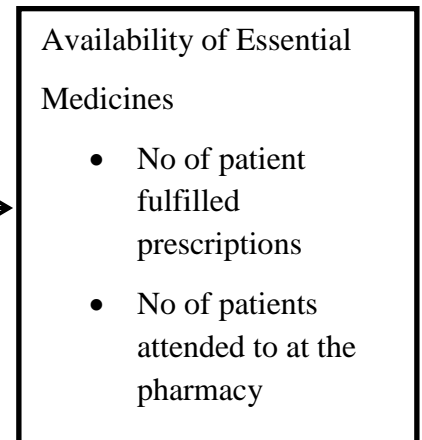 Availability of Essential
Medicines
• No of patient
fulfilled
prescriptions
• No of patients
attended to at the
pharmacy